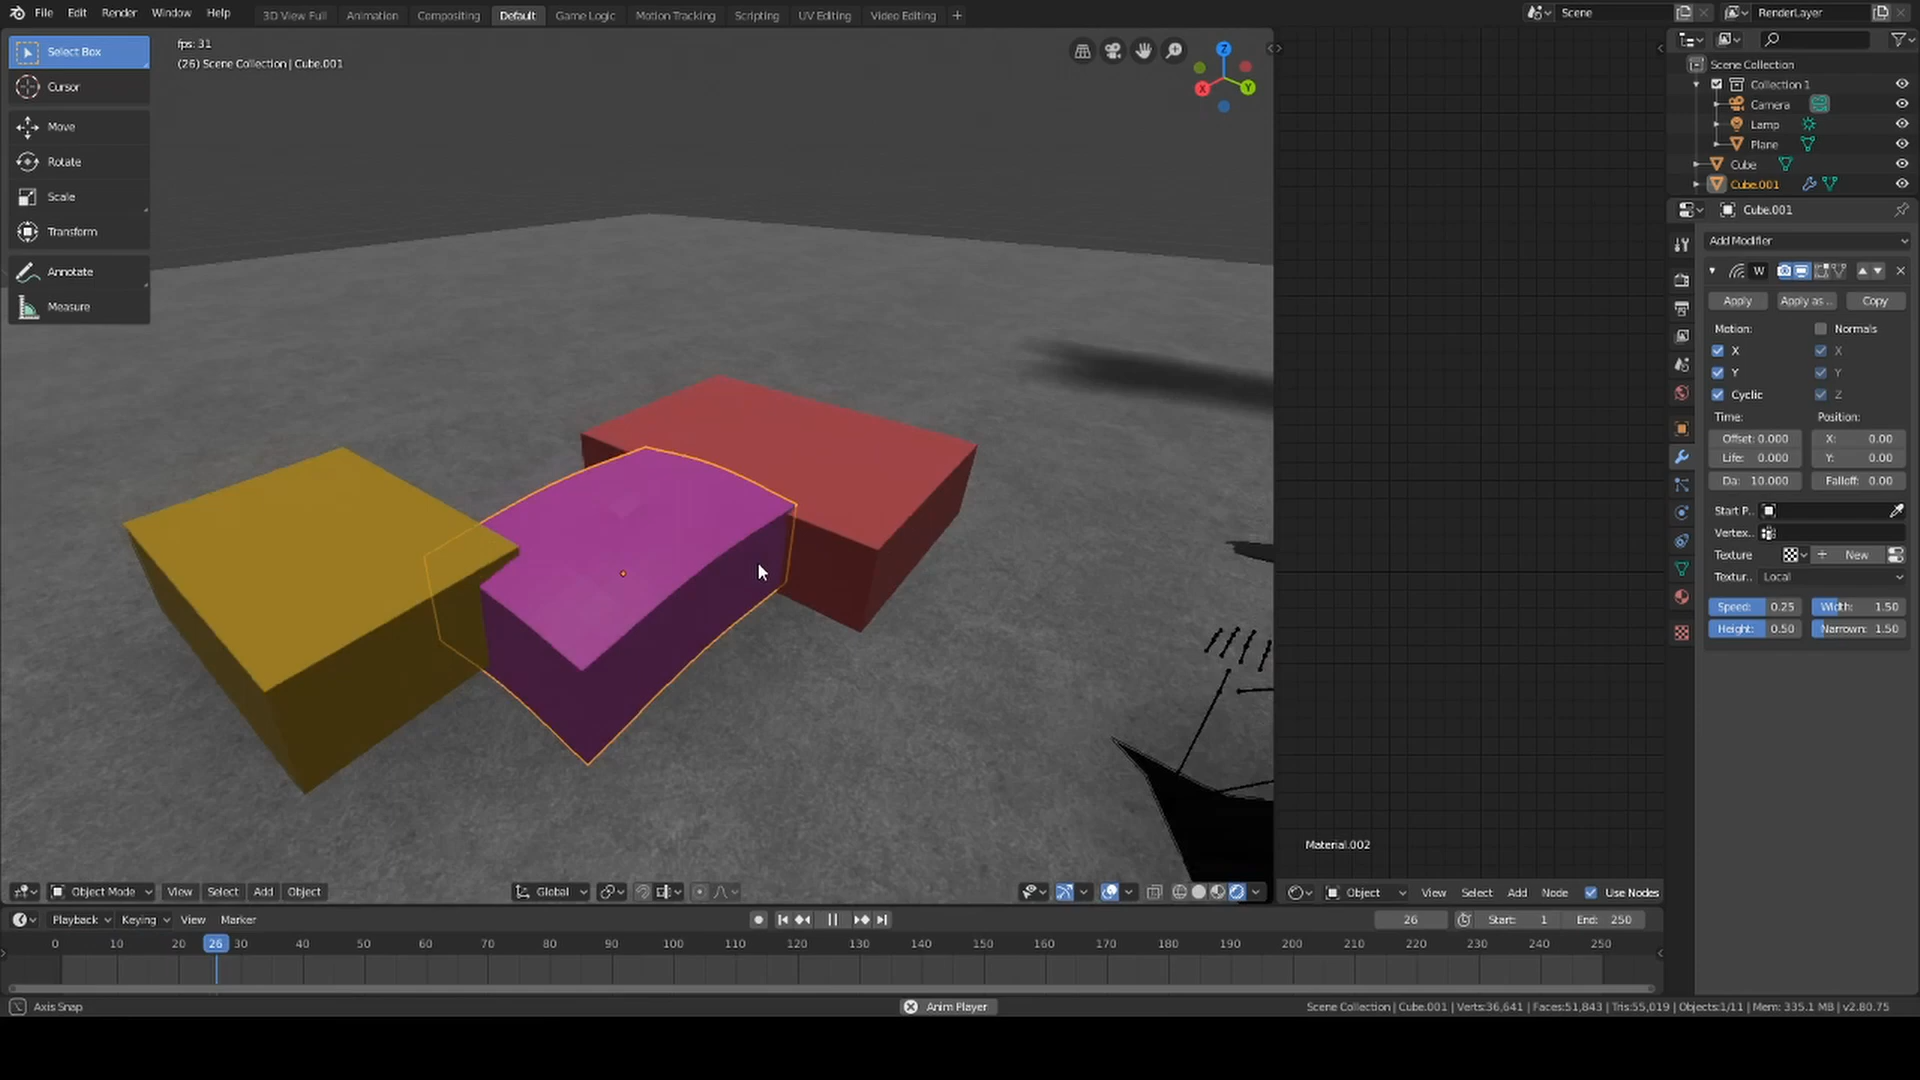 File Edit Render Window Help 3D View Full Animation Compositing Default Game Logic Motion Tracking Scripting UV Editing Video Editing + Scene RenderLayer
Select Box
Cursor
Move
Rotate
Scale
Transform
Annotate
Measure
fps: 31
(26) Scene Collection | Cube.001
Z
X
Y
Scene Collection
Collection 1
Camera
Lamp
Plane
Cube
Cube.001
Cube.001
Add Modifier
W
Apply Apply as .. Copy
Motion: Normals
X X
Y Y
Cyclic Z
Time: Position:
Offset: 0.000 X: 0.00
Life: 0.000 Y: 0.00
Da: 10.000 Falloff: 0.00
Start P..
Vertex..
Texture New
Textur.. Local
Speed: 0.25 Width: 1.50
Height: 0.50 Narrown: 1.50
Material.002
Object Mode View Select Add Object Global
Object View Select Add Node Use Nodes
Playback Keying View Marker 26 Start: 1 End: 250
0 10 20 26 30 40 50 60 70 80 90 100 110 120 130 140 150 160 170 180 190 200 210 220 230 240 250
Axis Snap Anim Player Scene Collection | Cube.001 | Verts:36,641 | Faces:51,843 | Tris:55,019 | Objects:1/11 | Mem: 335.1 MB | v2.80.75